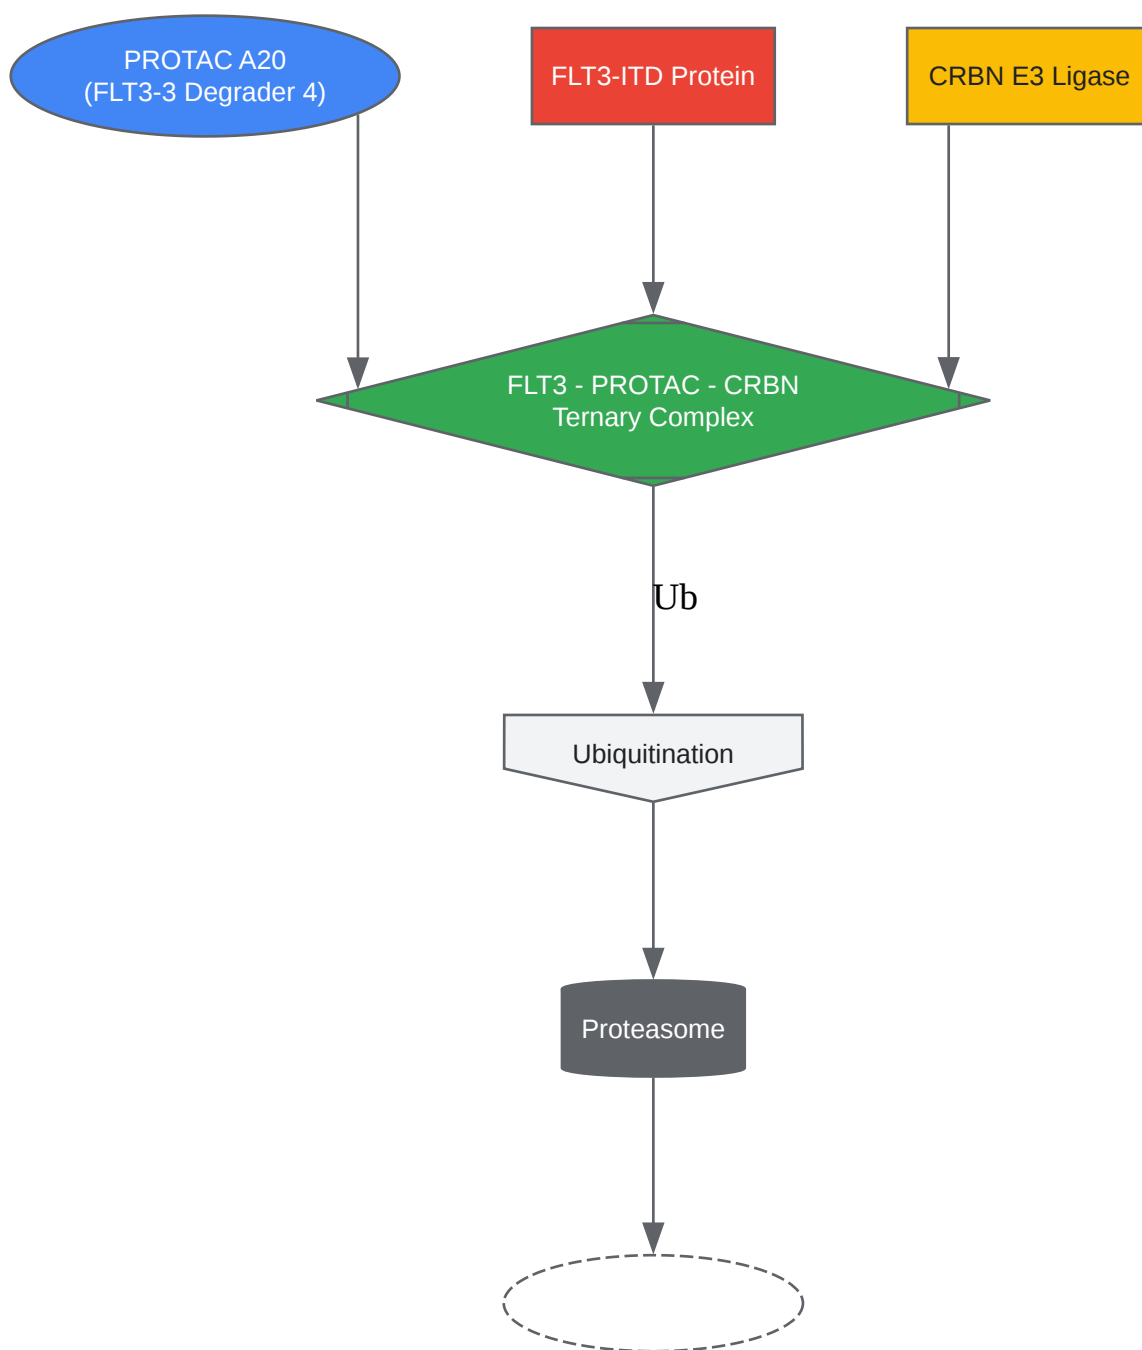 PROTAC A20
(FLT3-3 Degrader 4)
FLT3-ITD Protein
CRBN E3 Ligase
FLT3 - PROTAC - CRBN
Ternary Complex
Ub
Ubiquitination
Proteasome